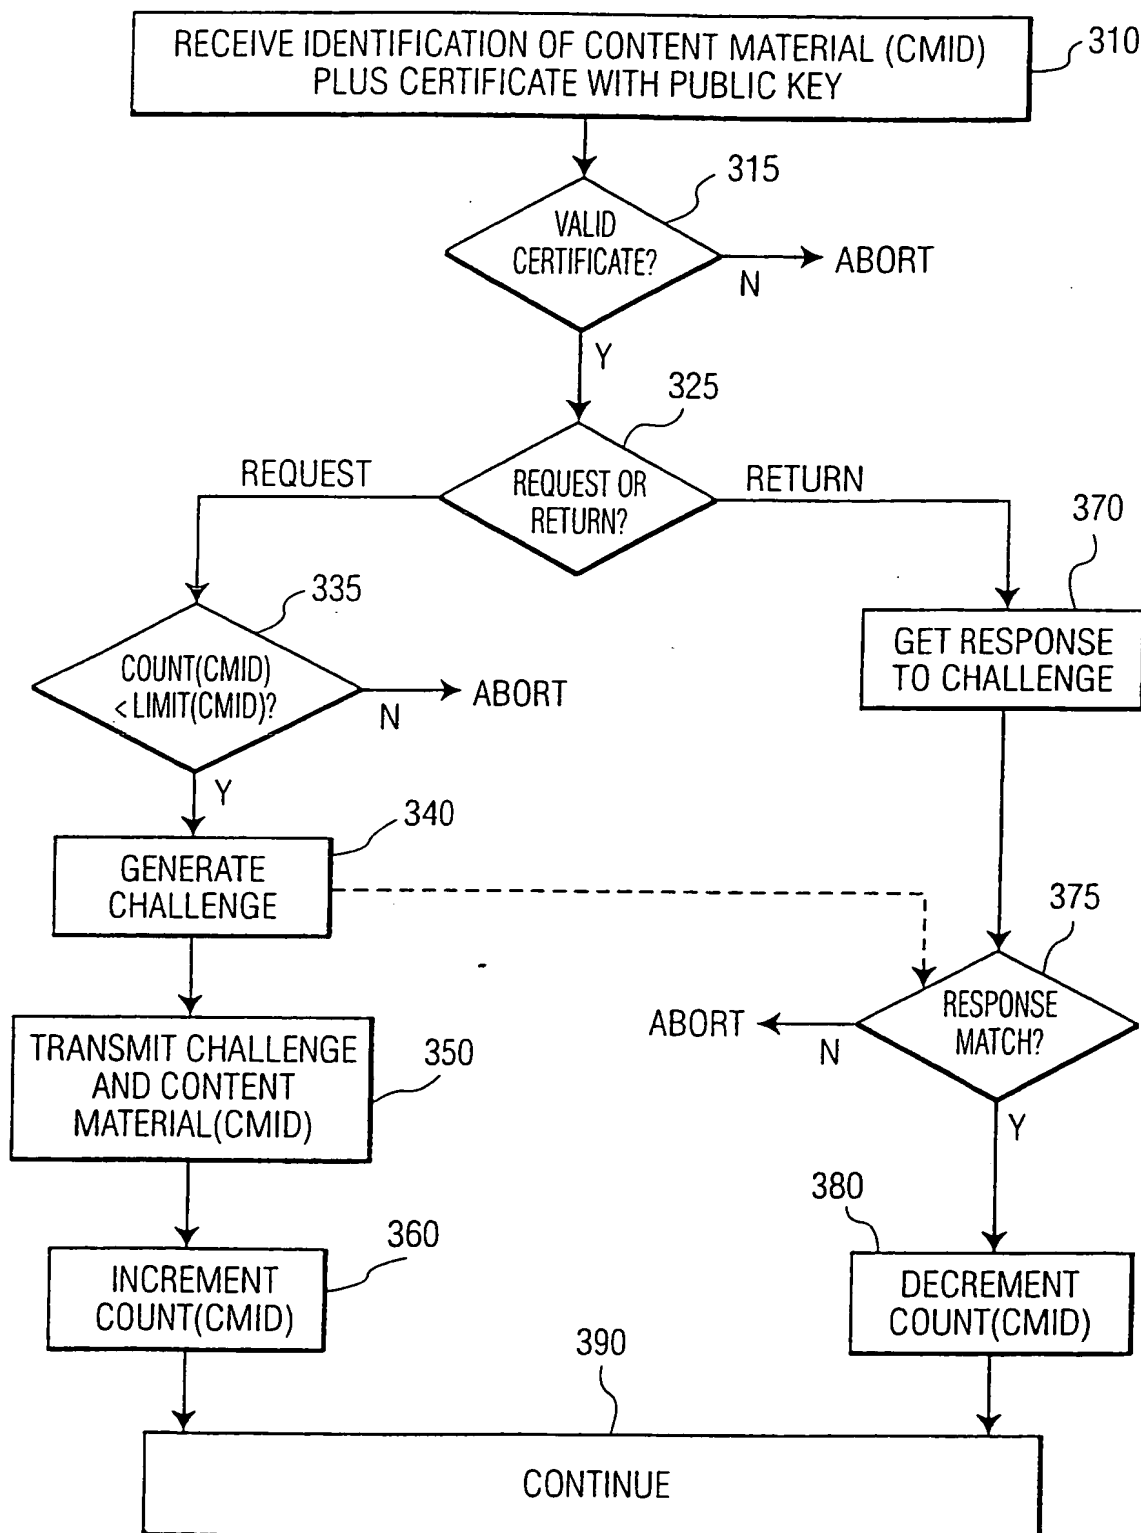 RECEIVE IDENTIFICATION OF CONTENT MATERIAL (CMID)
PLUS CERTIFICATE WITH PUBLIC KEY
310
315
VALID
CERTIFICATE?
N
ABORT
Y
325
REQUEST
REQUEST OR
RETURN?
RETURN
370
335
GET RESPONSE
TO CHALLENGE
COUNT(CMID)
< LIMIT(CMID)?
N
ABORT
Y
340
GENERATE
CHALLENGE
375
RESPONSE
MATCH?
ABORT
N
Y
TRANSMIT CHALLENGE
AND CONTENT
MATERIAL(CMID)
350
360
INCREMENT
COUNT(CMID)
380
DECREMENT
COUNT(CMID)
390
CONTINUE